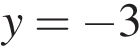 y = −3